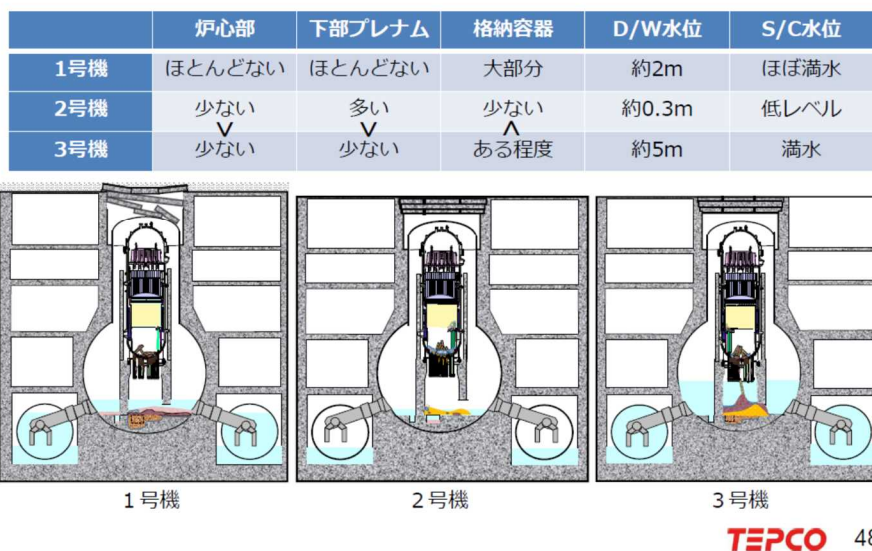 炉心部 下部プレナム 格納容器 D/W水位 S/C水位
1号機 ほとんどない ほとんどない 大部分 約2m ほぼ満水
2号機 少ない 多い 少ない 約0.3m 低レベル
∨ ∨ ∧
3号機 少ない 少ない ある程度 約5m 満水
1号機 2号機 3号機
TEPCO 48